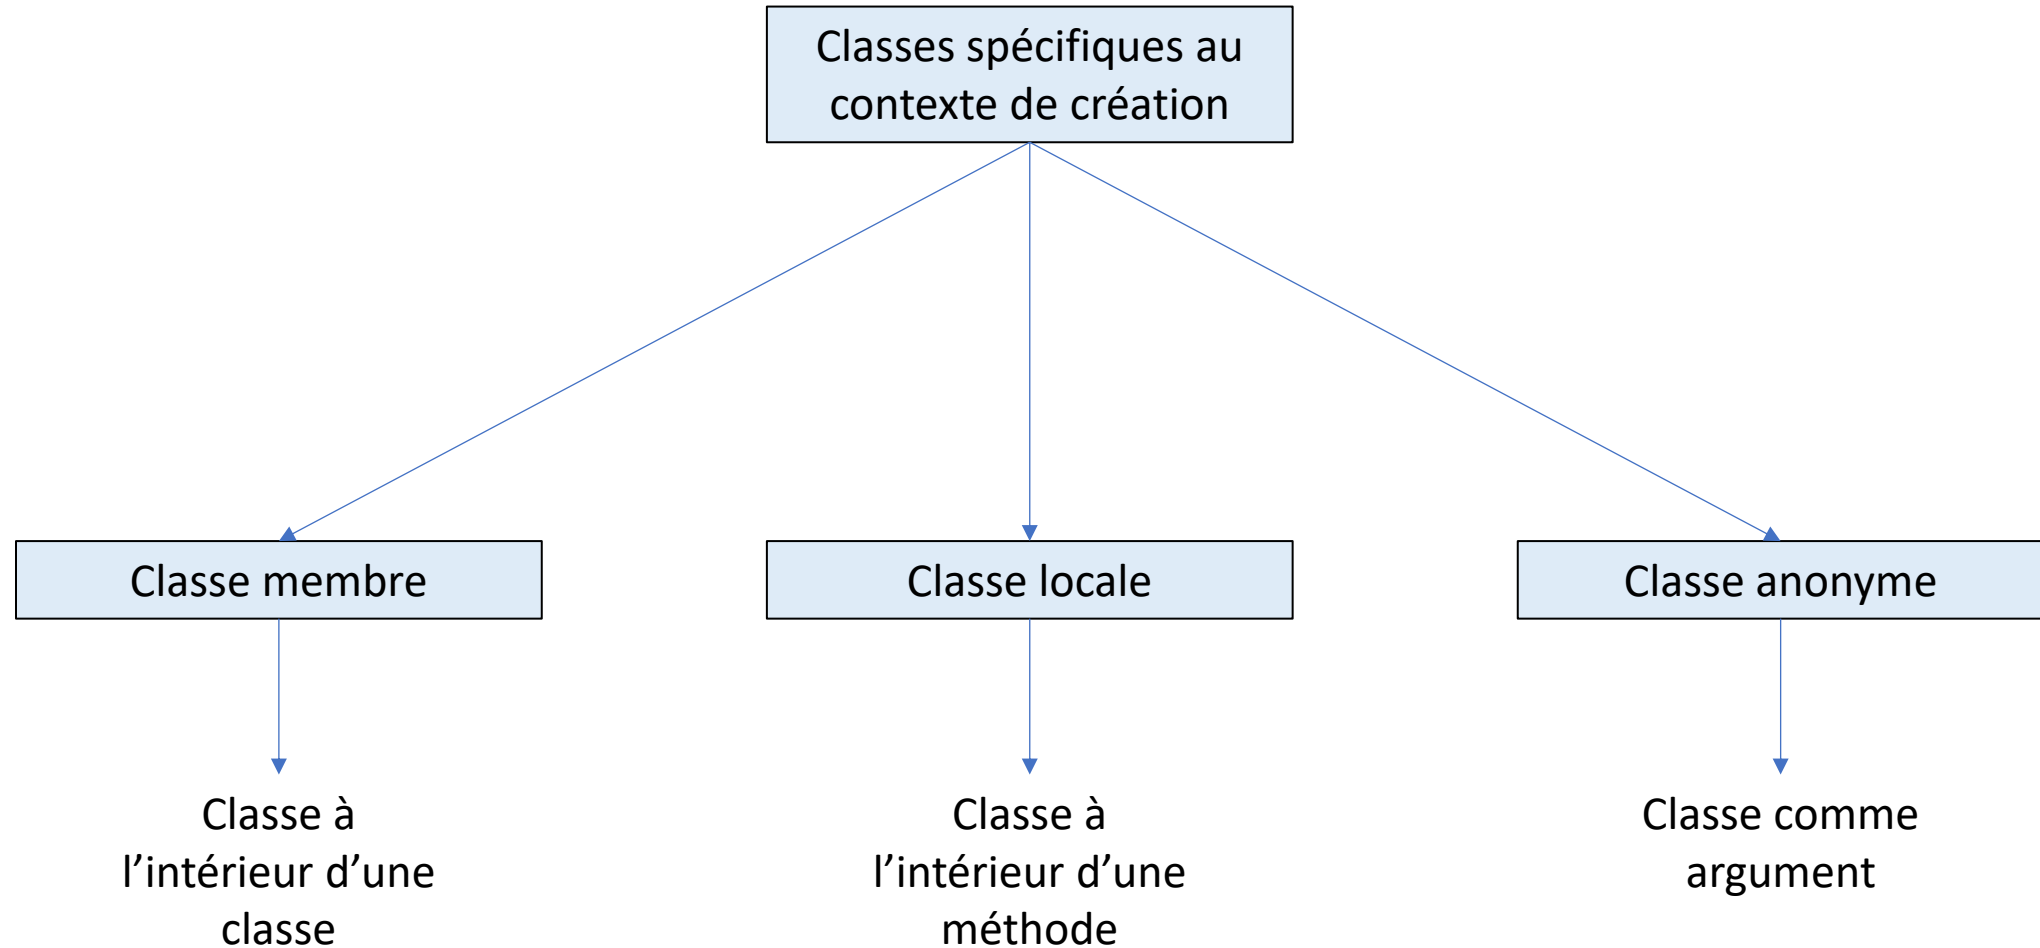 Classes spécifiques au
contexte de création
Classe membre
Classe locale
Classe anonyme
Classe à
l’intérieur d’une
classe
Classe à
l’intérieur d’une
méthode
Classe comme
argument